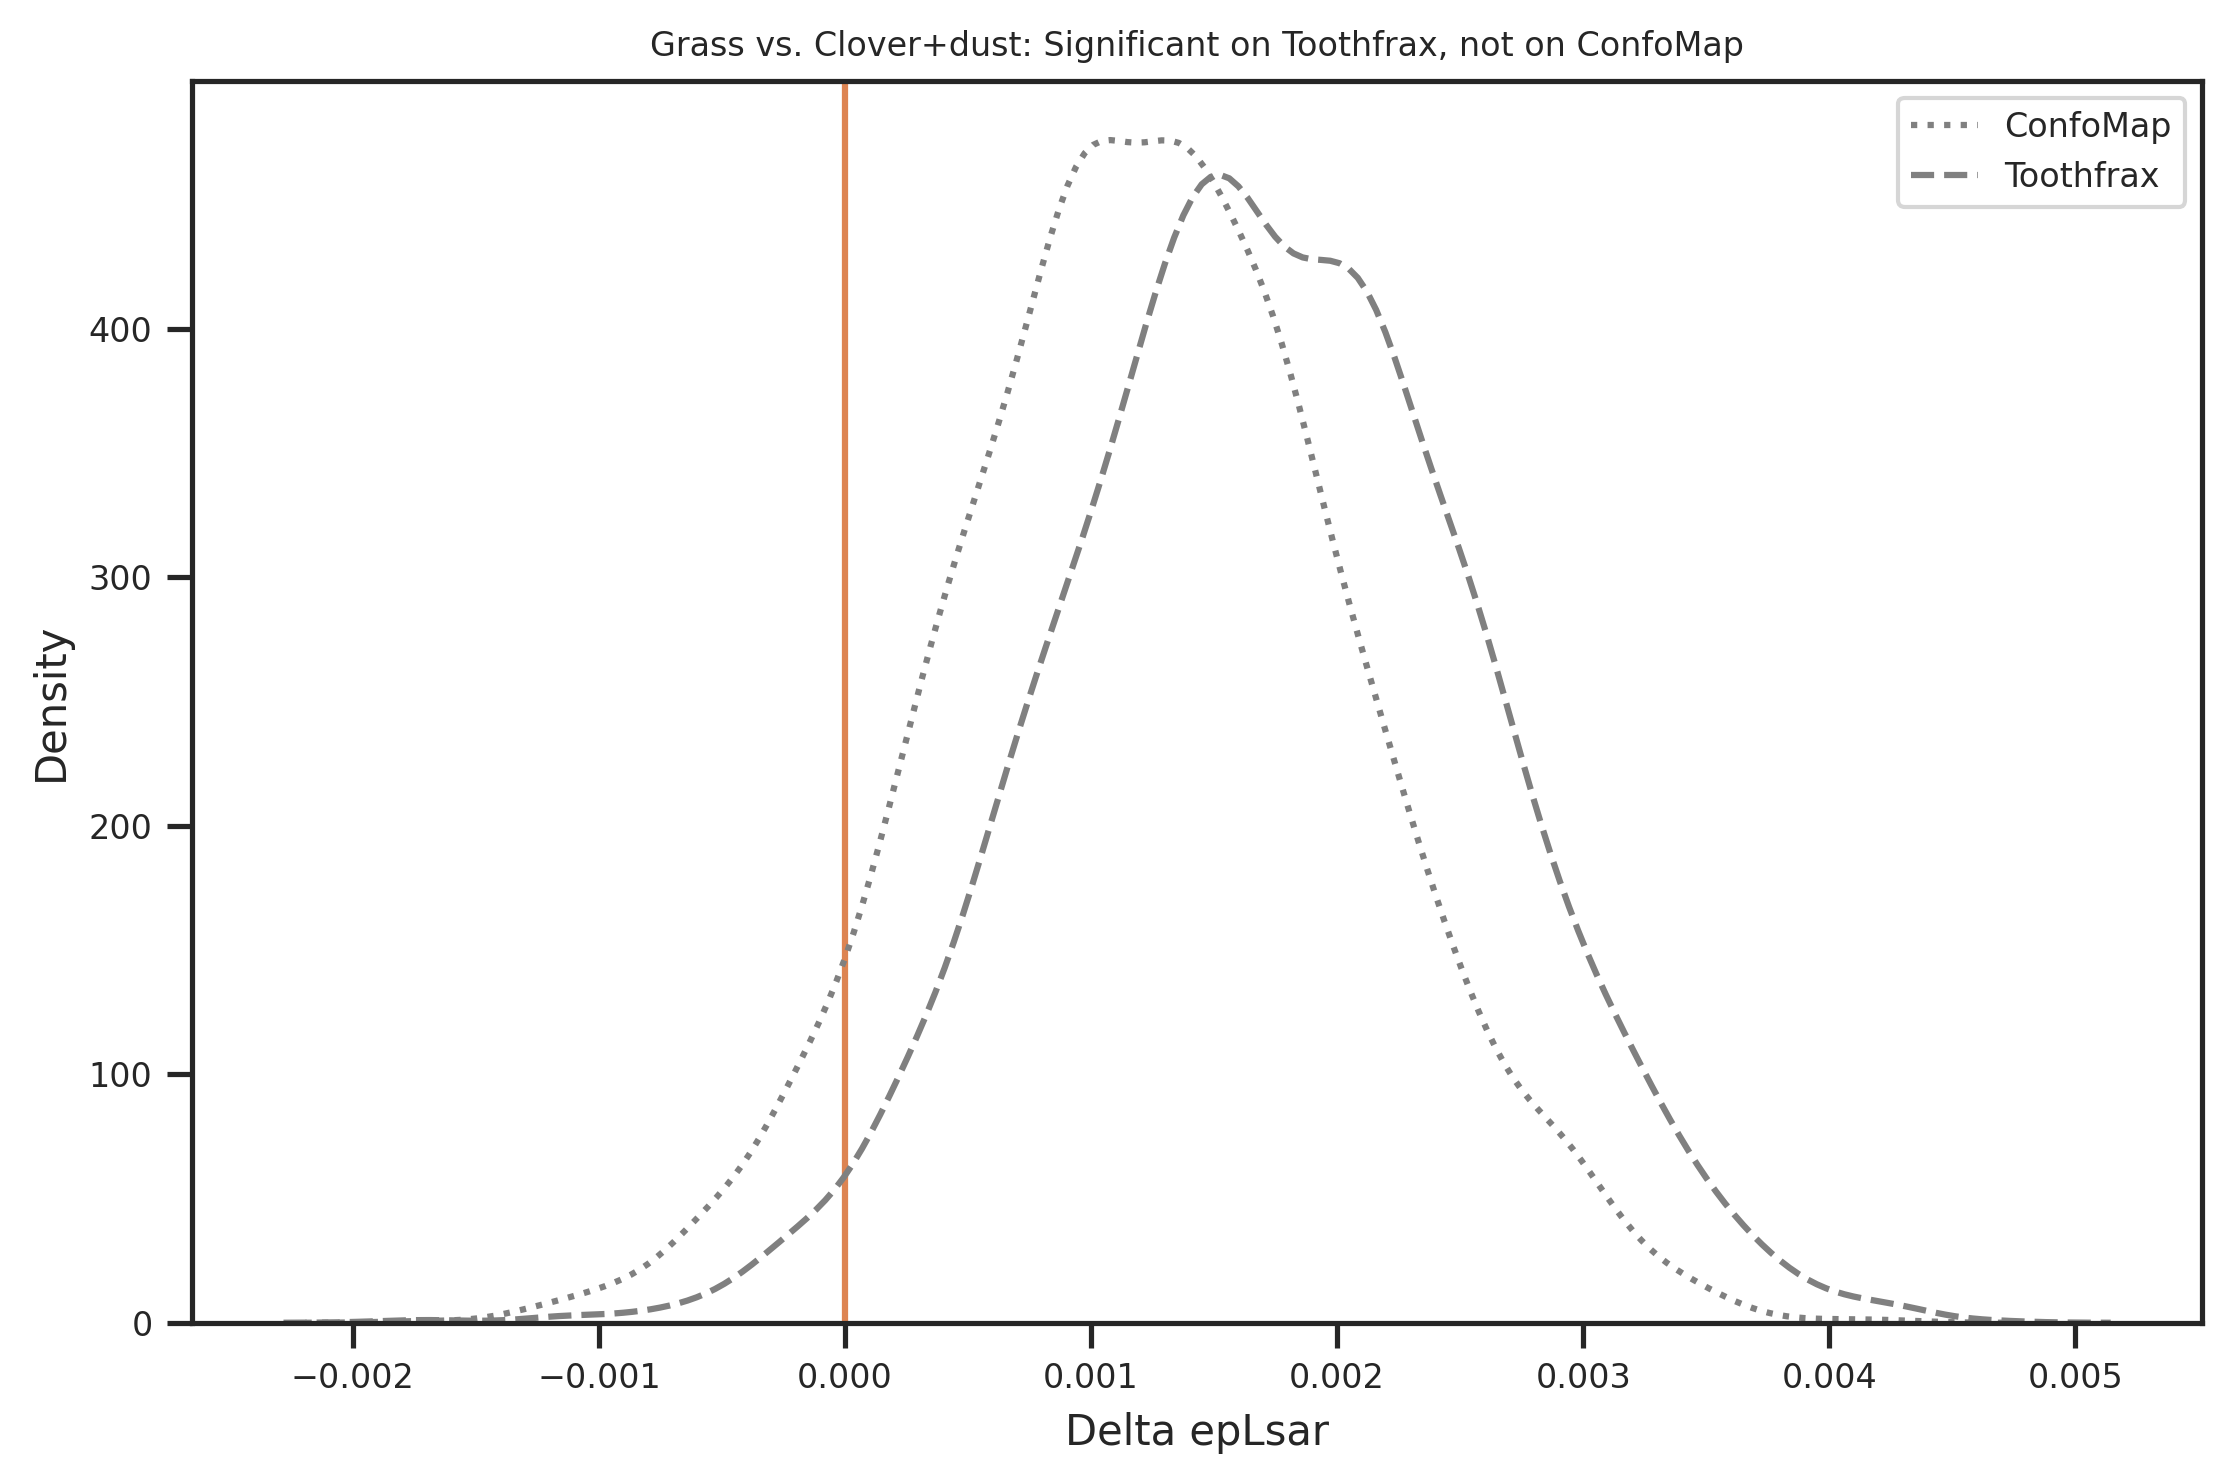 Grass vs. Clover+dust: Significant on Toothfrax, not on ConfoMap
ConfoMap
Toothfrax
Density
400
300
200
100
0
−0.002
−0.001
0.000
0.001
0.002
0.003
0.004
0.005
Delta epLsar